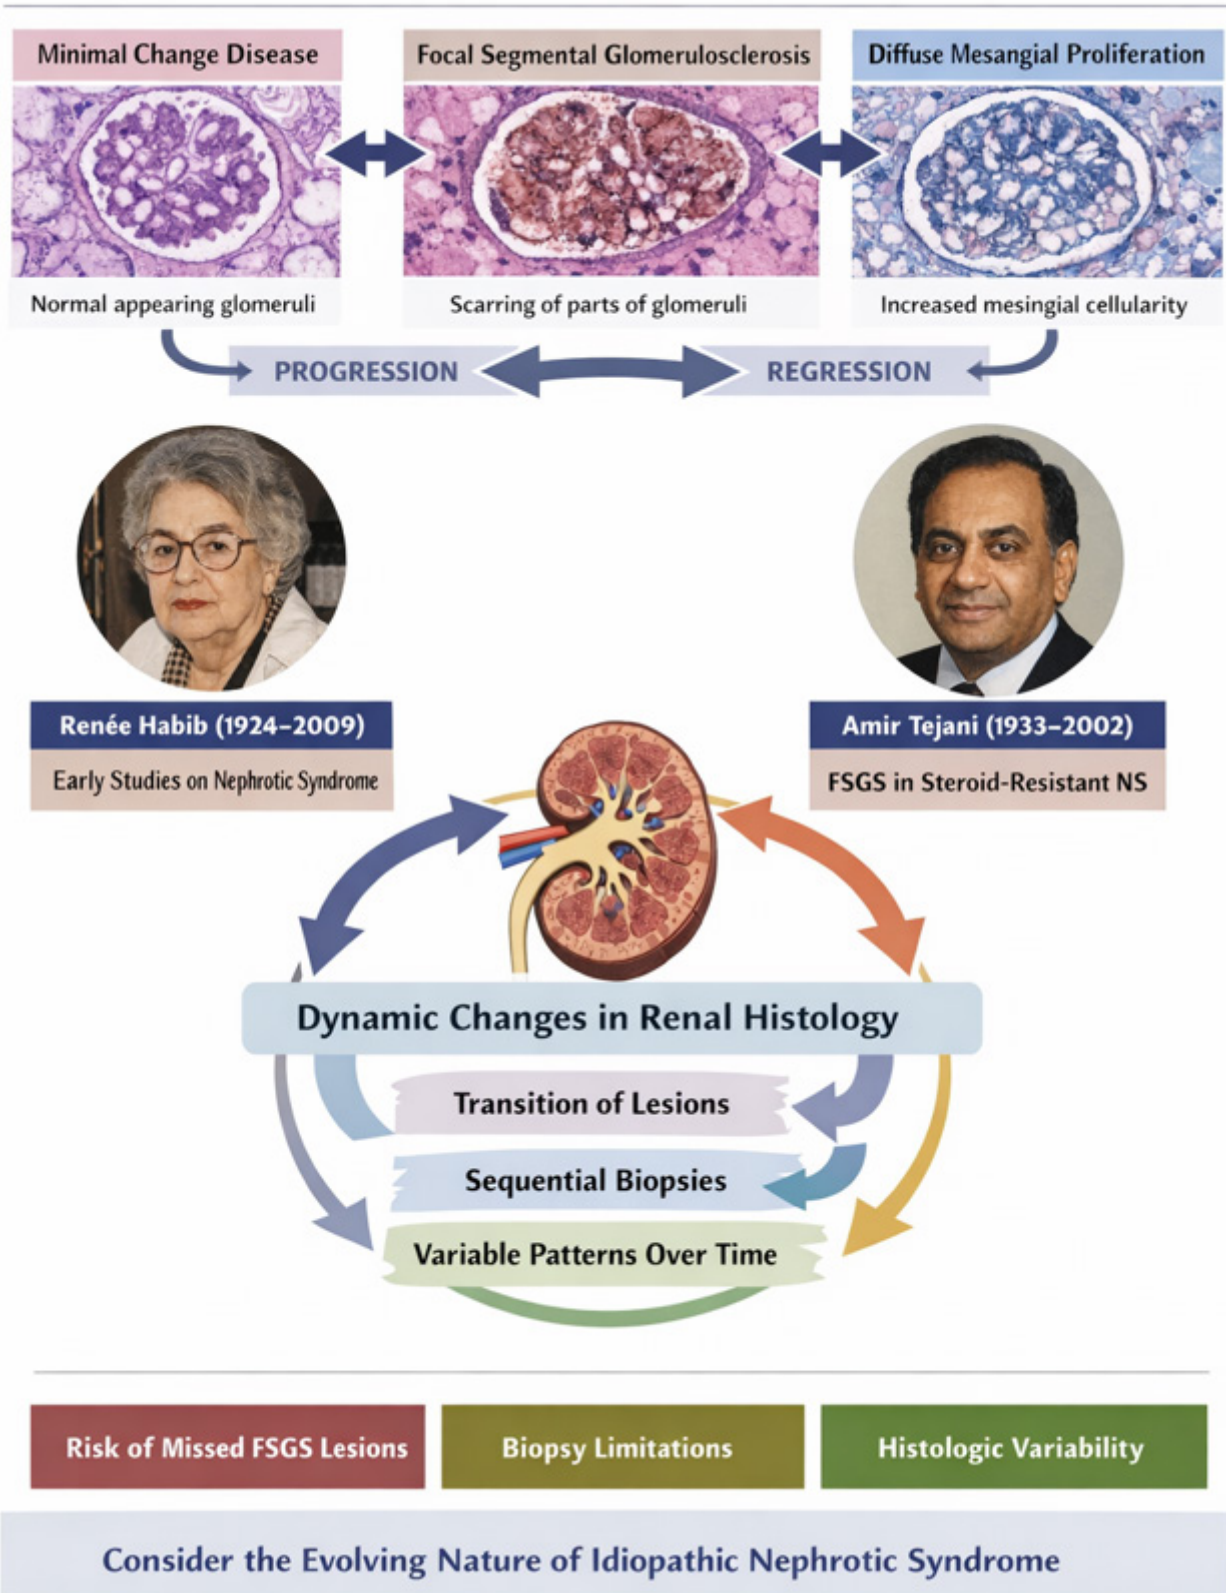 Minimal Change Disease
Focal Segmental Glomerulosclerosis
Diffuse Mesangial Proliferation
Normal appearing glomeruli
Scarring of parts of glomeruli
Increased mesingial cellularity
PROGRESSION
REGRESSION
Renée Habib (1924–2009)
Early Studies on Nephrotic Syndrome
Amir Tejani (1933–2002)
FSGS in Steroid-Resistant NS
Dynamic Changes in Renal Histology
Transition of Lesions
Sequential Biopsies
Variable Patterns Over Time
Risk of Missed FSGS Lesions
Biopsy Limitations
Histologic Variability
Consider the Evolving Nature of Idiopathic Nephrotic Syndrome